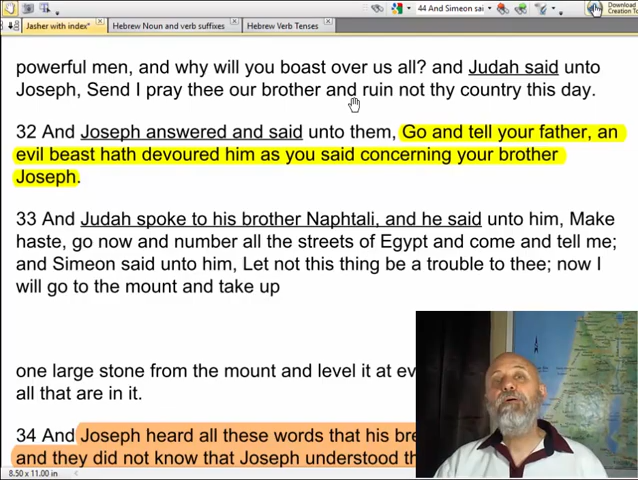 44 And Simeon sai
Download
Creation To
Jasher with index*
Hebrew Noun and verb suffixes
Hebrew Verb Tenses
powerful men, and why will you boast over us all? and Judah said unto
Joseph, Send I pray thee our brother and ruin not thy country this day.
32 And Joseph answered and said unto them, Go and tell your father, an
evil beast hath devoured him as you said concerning your brother
Joseph.
33 And Judah spoke to his brother Naphtali, and he said unto him, Make
haste, go now and number all the streets of Egypt and come and tell me;
and Simeon said unto him, Let not this thing be a trouble to thee; now I
will go to the mount and take up
one large stone from the mount and level it at ev
all that are in it.
34 And Joseph heard all these words that his bre
and they did not know that Joseph understood th
8.50 x 11.00 in